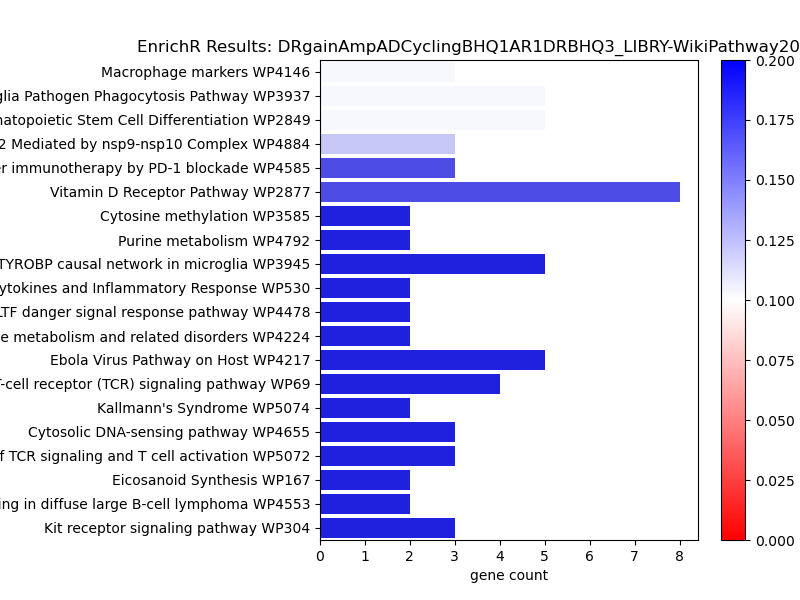 EnrichR Results: DRgainAmpADCyclingBHQ1AR1DRBHQ3_LIBRY-WikiPathway20
Macrophage markers WP4146
glia Pathogen Phagocytosis Pathway WP3937
matopoietic Stem Cell Differentiation WP2849
2 Mediated by nsp9-nsp10 Complex WP4884
er immunotherapy by PD-1 blockade WP4585
Vitamin D Receptor Pathway WP2877
Cytosine methylation WP3585
Purine metabolism WP4792
TYROBP causal network in microglia WP3945
ytokines and Inflammatory Response WP530
LTF danger signal response pathway WP4478
e metabolism and related disorders WP4224
Ebola Virus Pathway on Host WP4217
T-cell receptor (TCR) signaling pathway WP69
Kallmann's Syndrome WP5074
Cytosolic DNA-sensing pathway WP4655
f TCR signaling and T cell activation WP5072
Eicosanoid Synthesis WP167
ing in diffuse large B-cell lymphoma WP4553
Kit receptor signaling pathway WP304
0 1 2 3 4 5 6 7 8
gene count
0.200
0.175
0.150
0.125
0.100
0.075
0.050
0.025
0.000